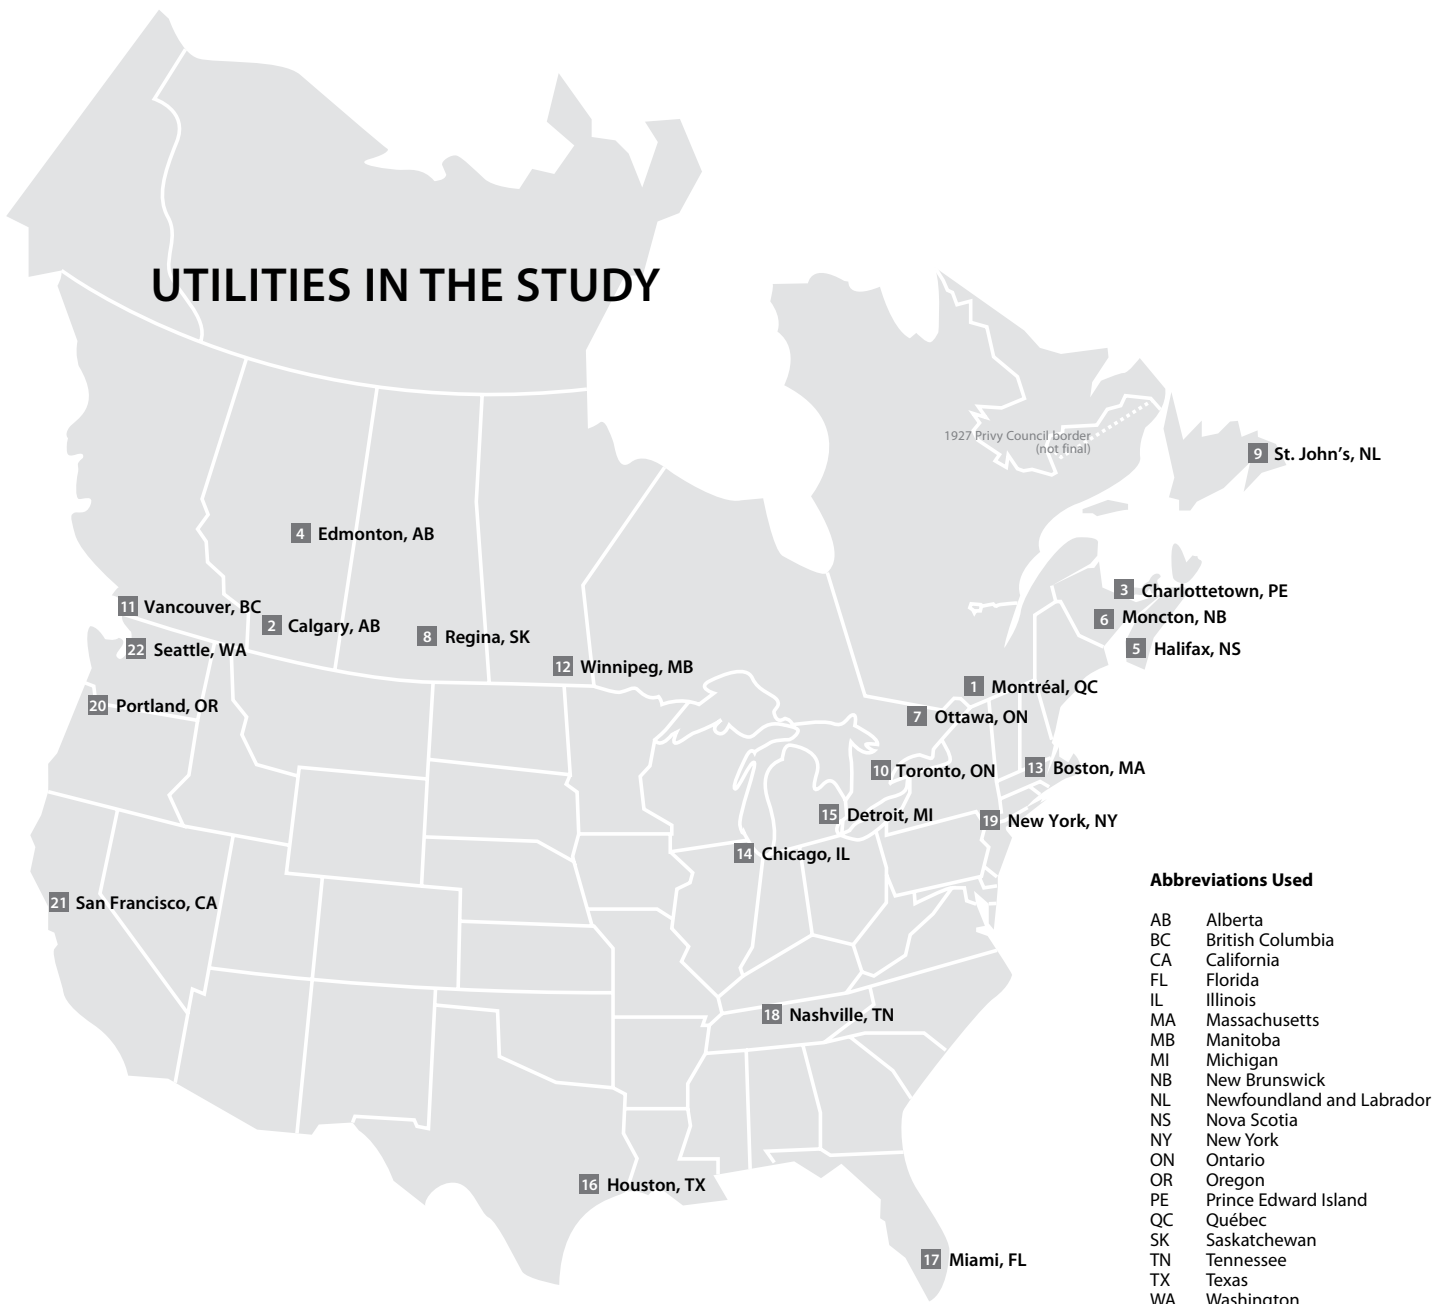 UTILITIES IN THE STUDY
1927 Privy Council border
(not final)
9 St. John’s, NL
4 Edmonton, AB
3 Charlottetown, PE
11 Vancouver, BC
6 Moncton, NB
2 Calgary, AB
8 Regina, SK
22 Seattle, WA
5 Halifax, NS
12 Winnipeg, MB
1 Montréal, QC
20 Portland, OR
7 Ottawa, ON
10 Toronto, ON
13 Boston, MA
15 Detroit, MI
19 New York, NY
14 Chicago, IL
21 San Francisco, CA
18 Nashville, TN
16 Houston, TX
17 Miami, FL
Abbreviations Used
AB Alberta
BC British Columbia
CA California
FL Florida
IL Illinois
MA Massachusetts
MB Manitoba
MI Michigan
NB New Brunswick
NL Newfoundland and Labrador
NS Nova Scotia
NY New York
ON Ontario
OR Oregon
PE Prince Edward Island
QC Québec
SK Saskatchewan
TN Tennessee
TX Texas
WA Washington